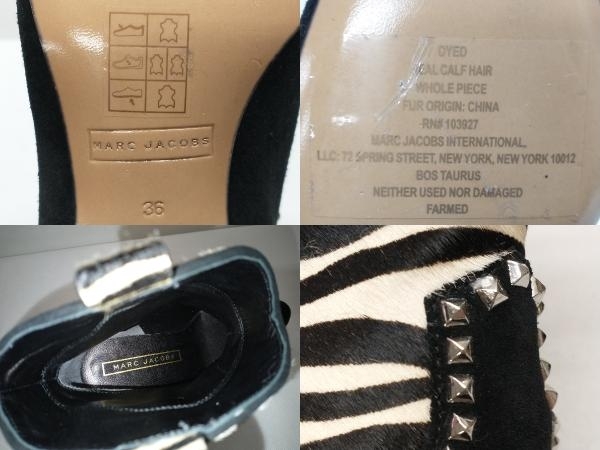 MARC JACOBS
36
DYED
REAL CALF HAIR
WHOLE PIECE
FUR ORIGIN: CHINA
RN# 103927
MARC JACOBS INTERNATIONAL,
LLC: 72 SPRING STREET, NEW YORK, NEW YORK 10012
BOS TAURUS
NEITHER USED NOR DAMAGED
FARMED
MARC JACOBS